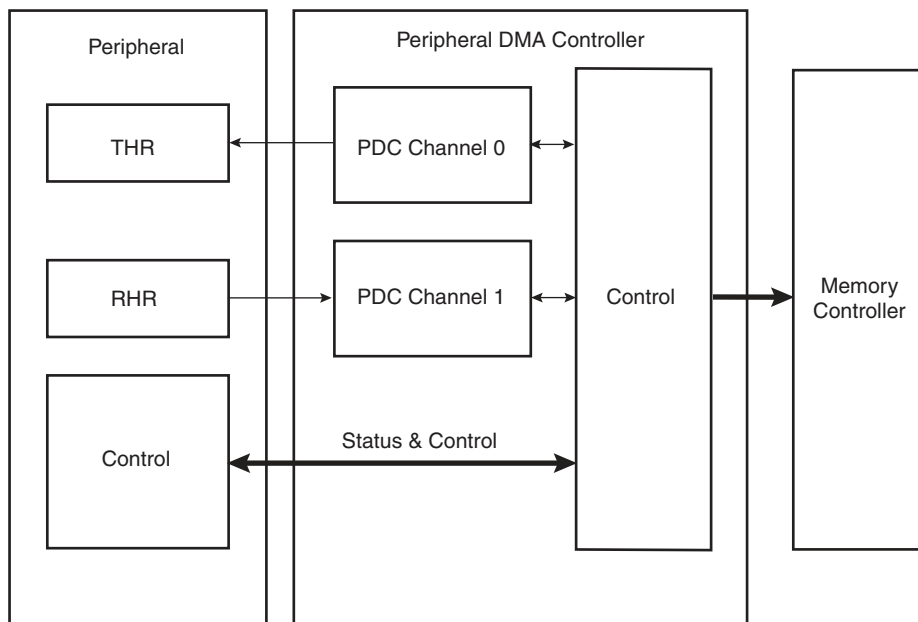 Peripheral
Peripheral DMA Controller
THR
PDC Channel 0
RHR
PDC Channel 1
Control
Memory
Controller
Control
Status & Control